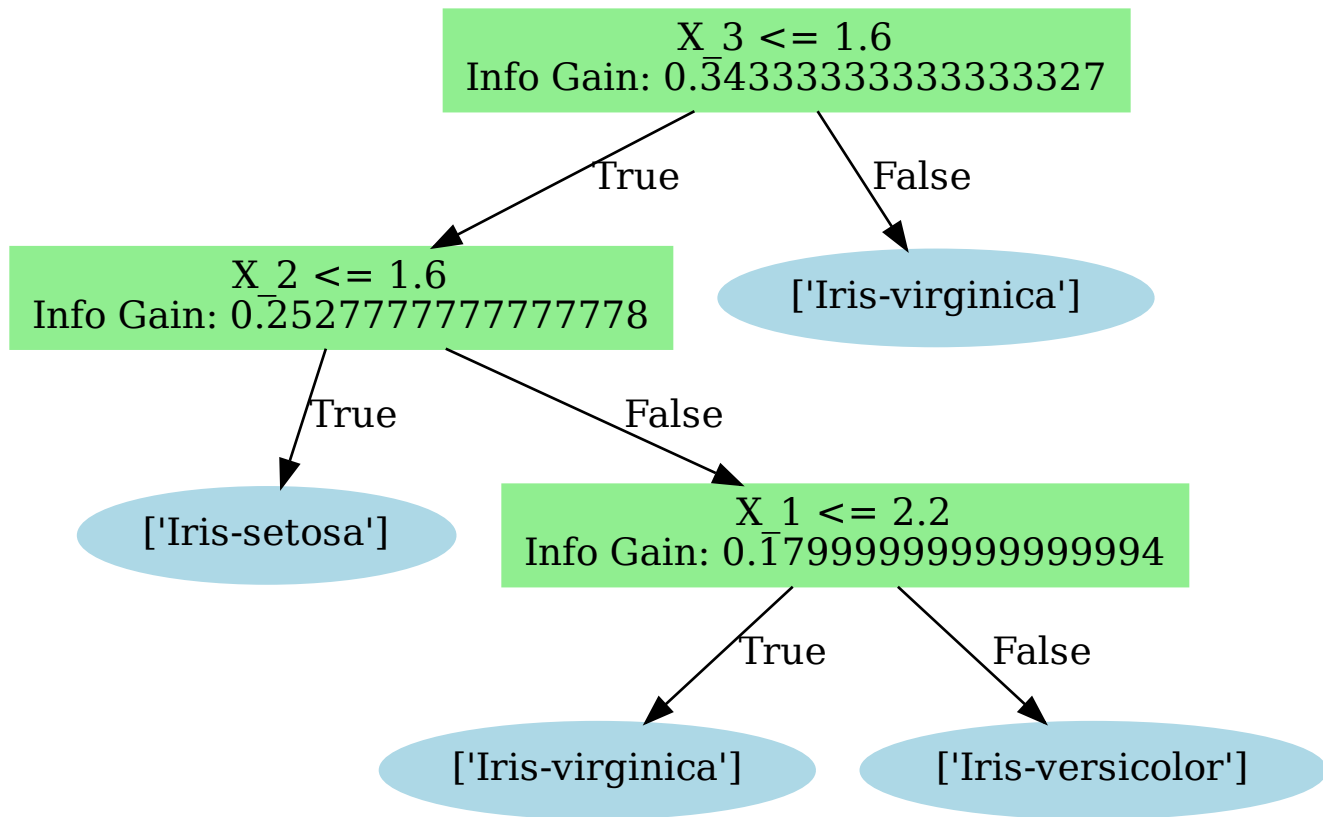 X_3 <= 1.6
Info Gain: 0.34333333333333327
True
False
X_2 <= 1.6
Info Gain: 0.25277777777777778
['Iris-virginica']
True
False
['Iris-setosa']
X_1 <= 2.2
Info Gain: 0.17999999999999994
True
False
['Iris-virginica']
['Iris-versicolor']